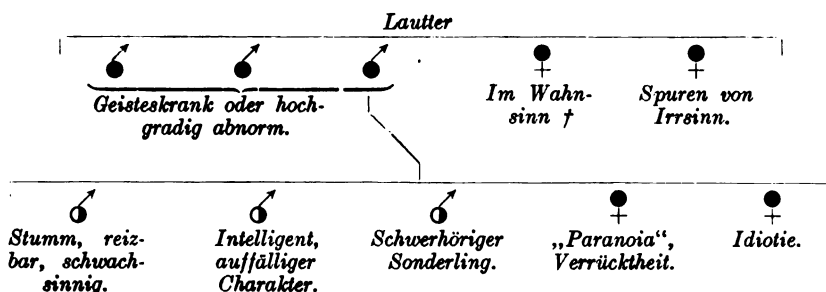 Lautter
Geisteskrank oder hoch-
gradig abnorm.
Im Wahn-
sinn †
Spuren von
Irrsinn.
Stumm, reiz-
bar, schwach-
sinnig.
Intelligent,
auffälliger
Charakter.
Schwerhöriger
Sonderling.
„Paranoia“,
Verrücktheit.
Idiotie.